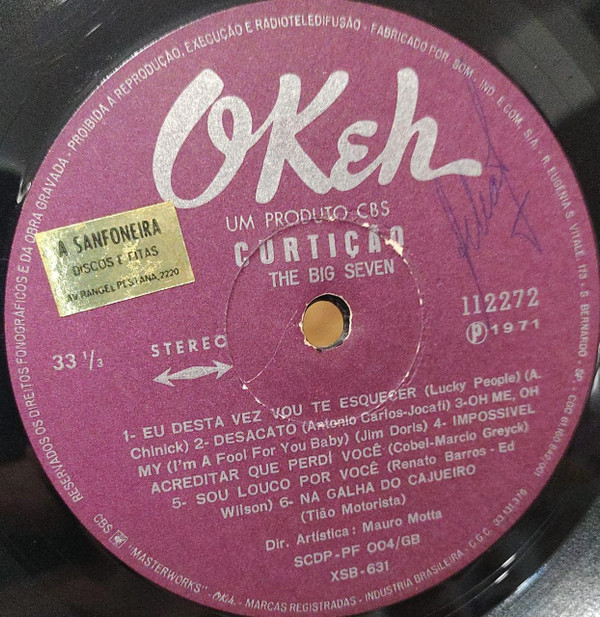 RESERVADOS OS DIREITOS FONOGRÁFICOS E DA OBRA GRAVADA - PROIBIDA A REPRODUÇÃO, EXECUÇÃO E RADIOTELEDIFUSÃO - FABRICADO POR SOM - IND. E COM. S/A. - R. EUGENIA S. VITALE, 173 - S. BERNARDO - SP.
OKeh
UM PRODUTO CBS
CURTIÇÃO
THE BIG SEVEN
A SANFONEIRA
DISCOS E FITAS
AV. RANGEL PESTANA, 2220
112272
℗ 1971
33 1/3
STEREO
1- EU DESTA VEZ VOU TE ESQUECER (Lucky People) (A.
Chinick) 2- DESACATO (Antonio Carlos-Jocafi) 3-OH ME, OH
MY (I'm A Fool For You Baby) (Jim Doris) 4- IMPOSSIVEL
ACREDITAR QUE PERDÍ VOCÊ (Cobel-Marcio Greyck)
5- SOU LOUCO POR VOCÊ (Renato Barros - Ed
Wilson) 6- NA GALHA DO CAJUEIRO
(Tião Motorista)
Dir. Artística: Mauro Motta
SCDP-PF 004/GB
XSB-631
CBS "MASTERWORKS" - OKeh - MARCAS REGISTRADAS - INDUSTRIA BRASILEIRA - C.G.C.